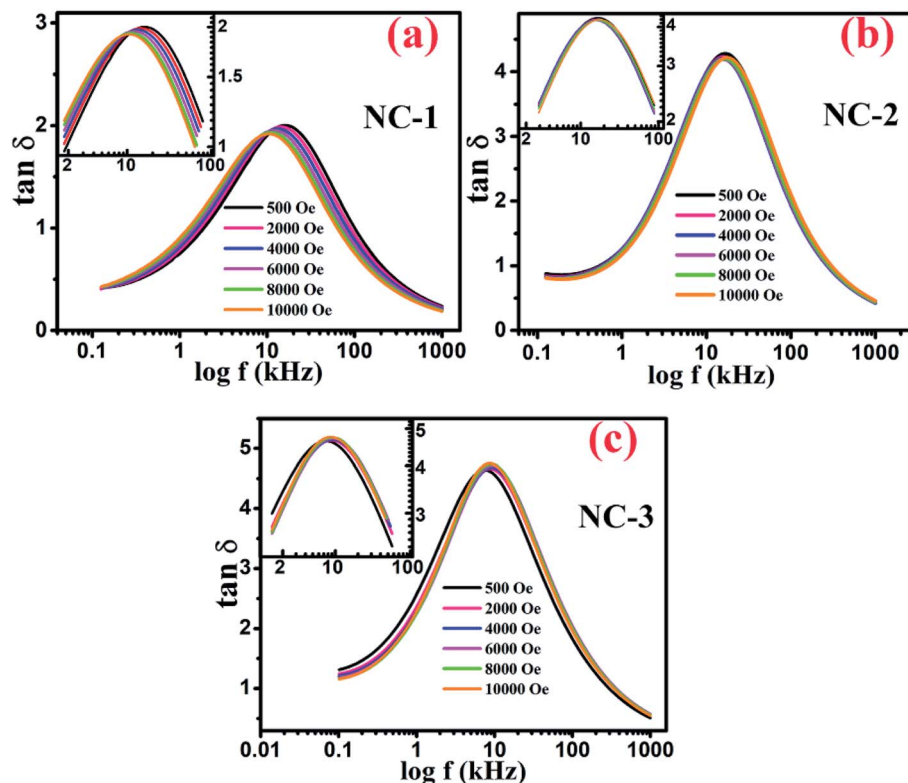 (a)
NC-1
tan δ
3
2
1
0
2
1.5
1
2 10 100
500 Oe
2000 Oe
4000 Oe
6000 Oe
8000 Oe
10000 Oe
0.1 1 10 100 1000
log f (kHz)
(b)
NC-2
tan δ
4
3
2
1
0
4
3
2
2 10 100
500 Oe
2000 Oe
4000 Oe
6000 Oe
8000 Oe
10000 Oe
0.1 1 10 100 1000
log f (kHz)
(c)
NC-3
tan δ
5
4
3
2
1
5
4
3
2 10 100
500 Oe
2000 Oe
4000 Oe
6000 Oe
8000 Oe
10000 Oe
0.01 0.1 1 10 100 1000
log f (kHz)